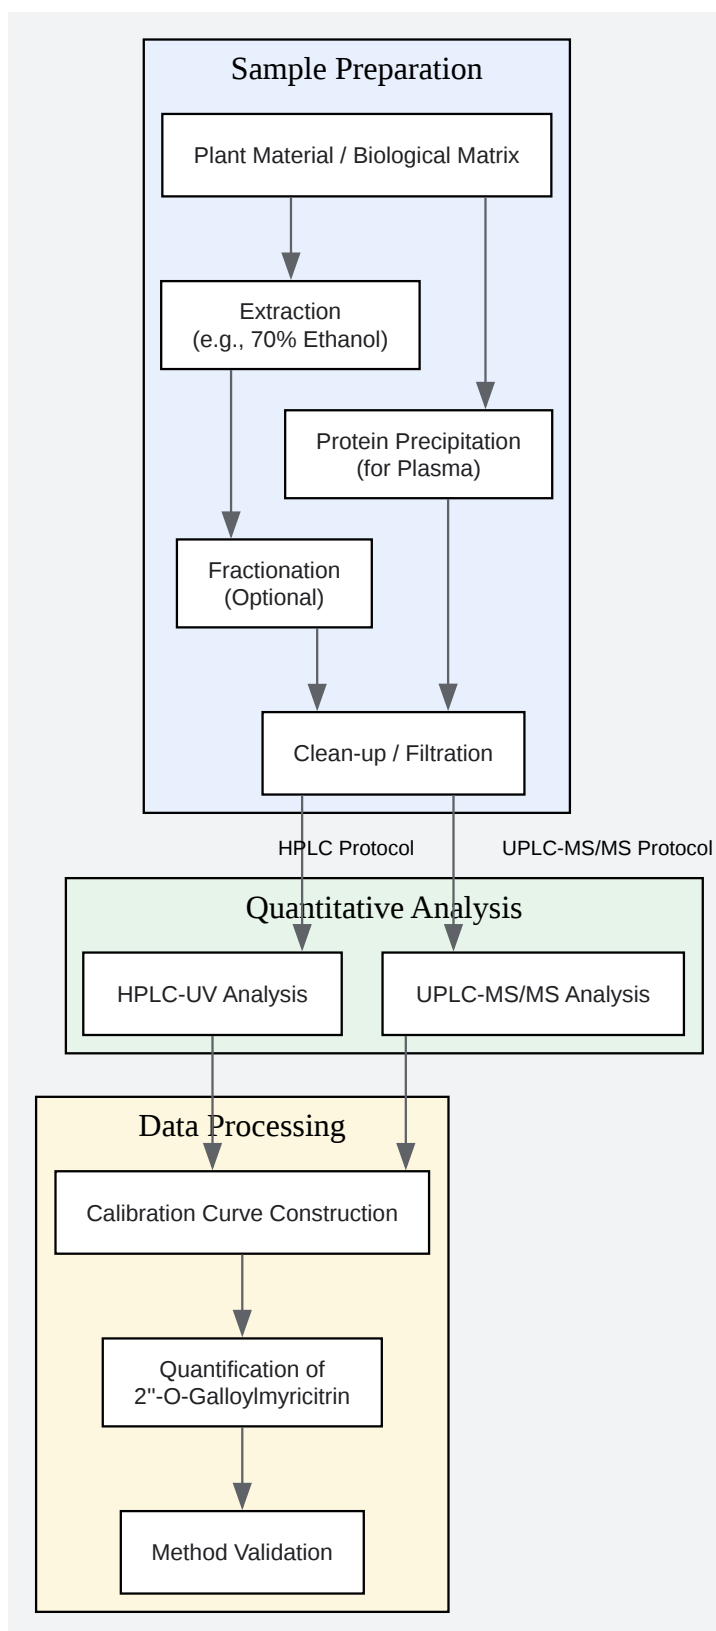 Sample Preparation
Plant Material / Biological Matrix
Extraction
(e.g., 70% Ethanol)
Protein Precipitation
(for Plasma)
Fractionation
(Optional)
Clean-up / Filtration
HPLC Protocol
UPLC-MS/MS Protocol
Quantitative Analysis
HPLC-UV Analysis
UPLC-MS/MS Analysis
Data Processing
Calibration Curve Construction
Quantification of
2"-O-Galloylmyricitrin
Method Validation